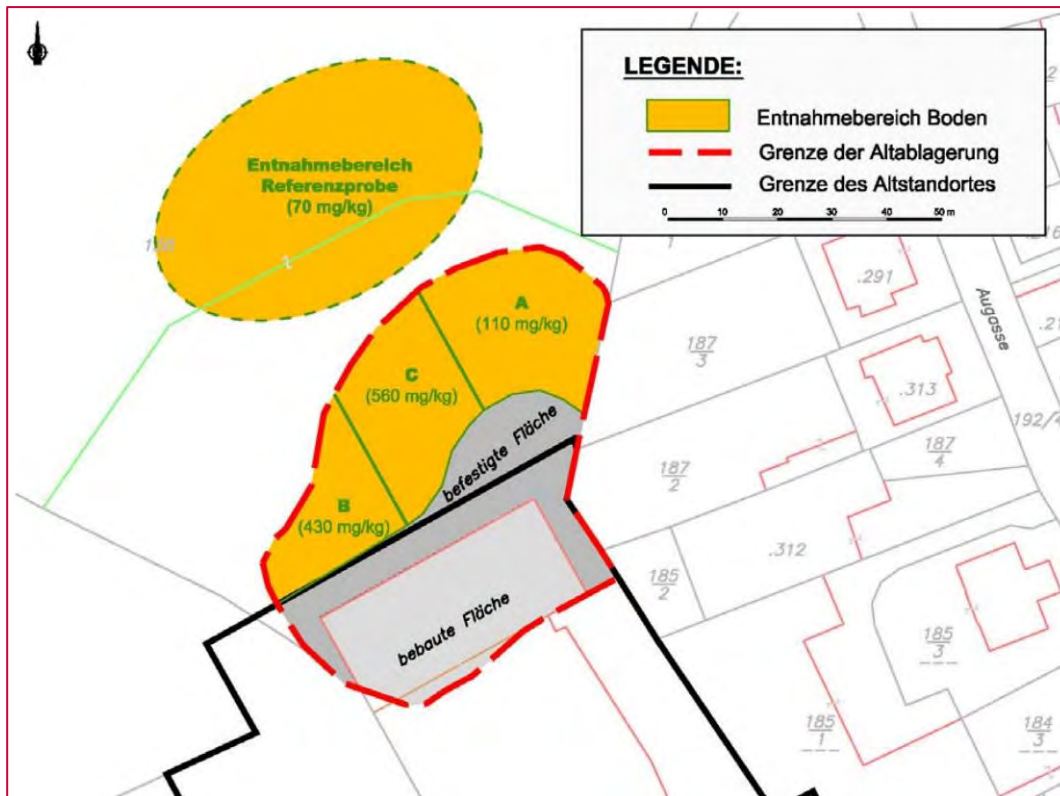 LEGENDE:
Entnahmebereich Boden
Grenze der Altablagerung
Grenze des Altstandortes
0 10 20 30 40 50 m
Entnahmebereich
Referenzprobe
(70 mg/kg)
A
(110 mg/kg)
C
(560 mg/kg)
B
(430 mg/kg)
befestigte Fläche
bebaute Fläche
Augasse
.291
187
3
.313
192/4
187
4
187
2
.312
185
2
185
3
185
1
184
3